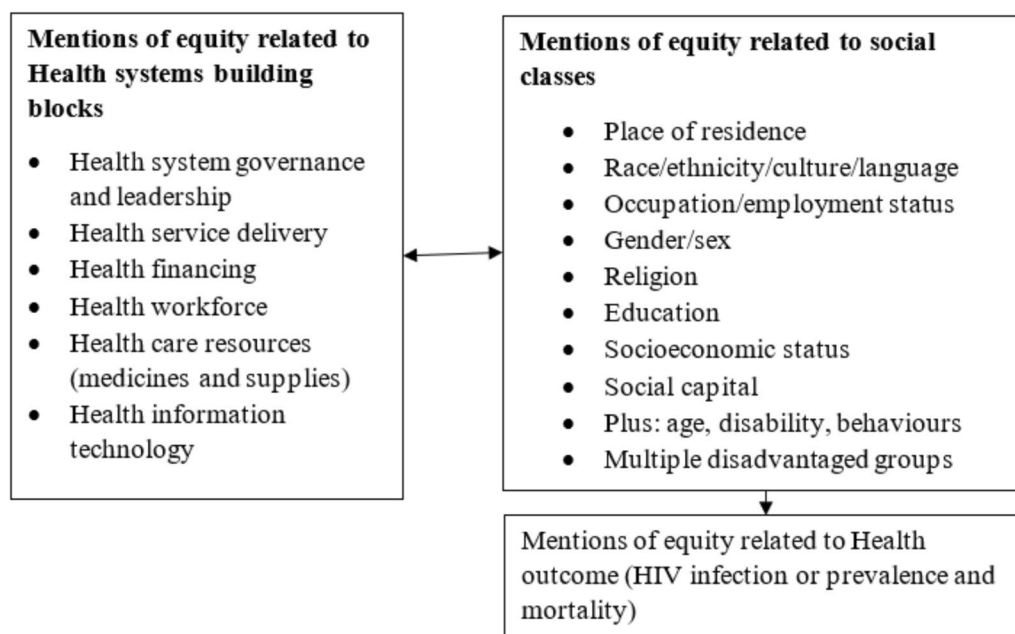 Mentions of equity related to
Health systems building
blocks
• Health system governance
and leadership
• Health service delivery
• Health financing
• Health workforce
• Health care resources
(medicines and supplies)
• Health information
technology
Mentions of equity related to social
classes
• Place of residence
• Race/ethnicity/culture/language
• Occupation/employment status
• Gender/sex
• Religion
• Education
• Socioeconomic status
• Social capital
• Plus: age, disability, behaviours
• Multiple disadvantaged groups
Mentions of equity related to Health
outcome (HIV infection or prevalence and
mortality)